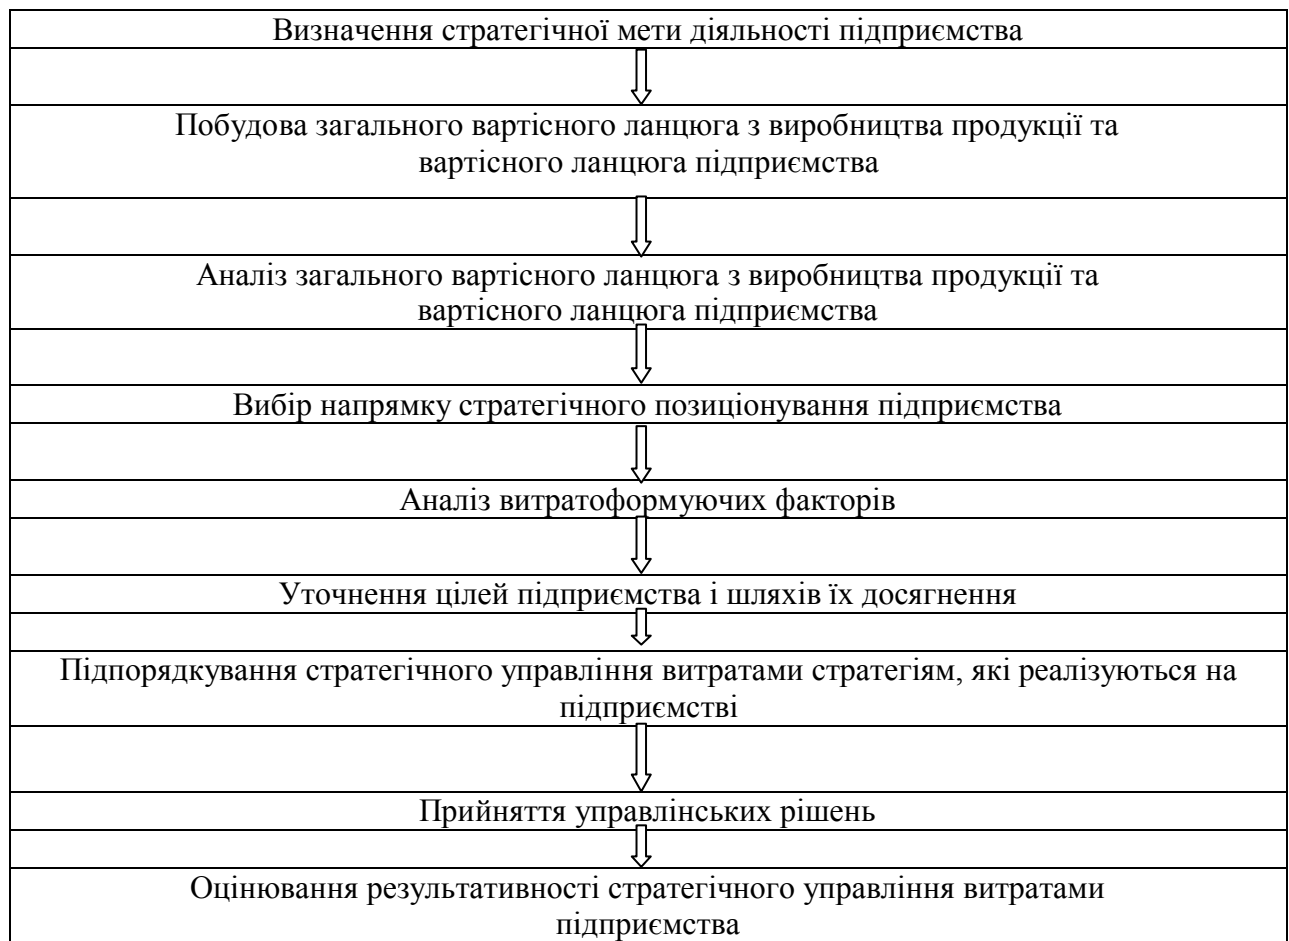 Визначення стратегічної мети діяльності підприємства
Побудова загального вартісного ланцюга з виробництва продукції та
вартісного ланцюга підприємства
Аналіз загального вартісного ланцюга з виробництва продукції та
вартісного ланцюга підприємства
Вибір напрямку стратегічного позиціонування підприємства
Аналіз витратоформуючих факторів
Уточнення цілей підприємства і шляхів їх досягнення
Підпорядкування стратегічного управління витратами стратегіям, які реалізуються на
підприємстві
Прийняття управлінських рішень
Оцінювання результативності стратегічного управління витратами
підприємства